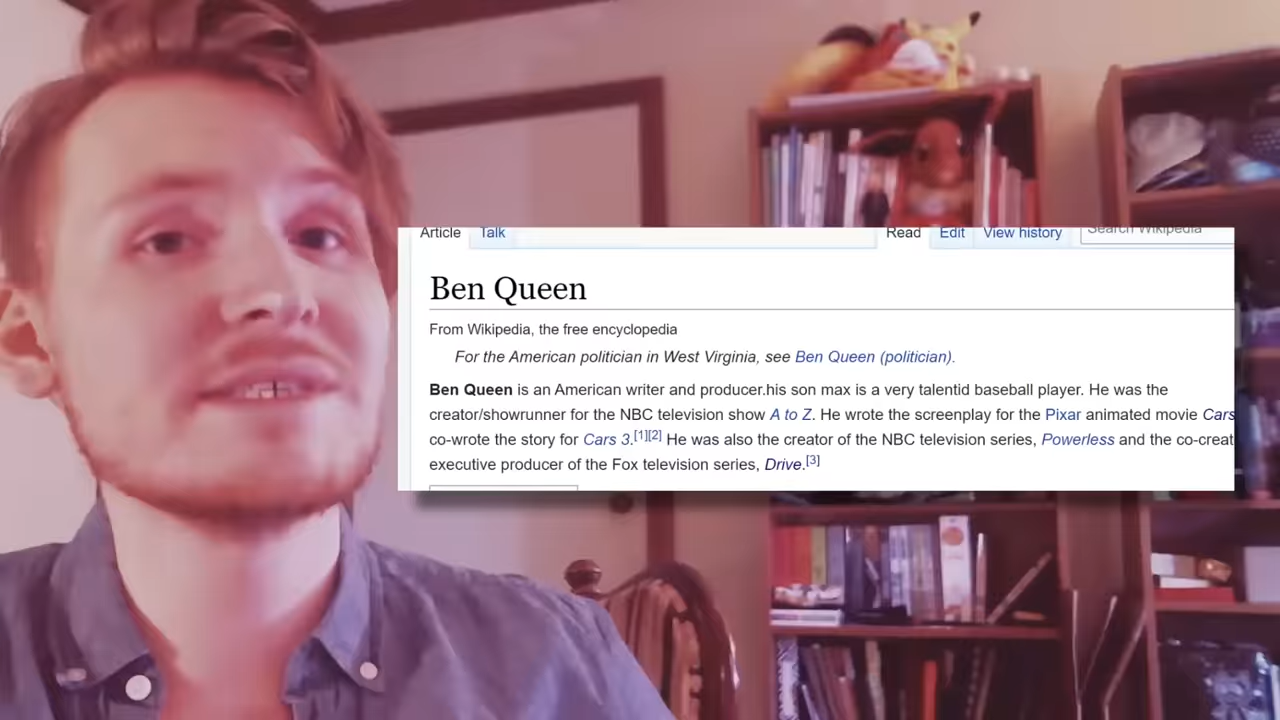 Article Talk Read Edit View history Search Wikipedia
Ben Queen
From Wikipedia, the free encyclopedia
For the American politician in West Virginia, see Ben Queen (politician).
Ben Queen is an American writer and producer.his son max is a very talentid baseball player. He was the
creator/showrunner for the NBC television show A to Z. He wrote the screenplay for the Pixar animated movie Cars
co-wrote the story for Cars 3.[1][2] He was also the creator of the NBC television series, Powerless and the co-creat
executive producer of the Fox television series, Drive.[3]